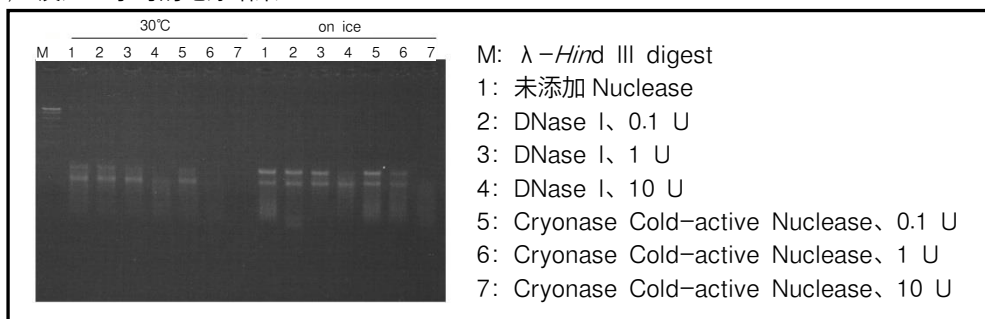 30℃ on ice
M 1 2 3 4 5 6 7 1 2 3 4 5 6 7
M: λ-Hind III digest
1: 未添加 Nuclease
2: DNase I、0.1 U
3: DNase I、1 U
4: DNase I、10 U
5: Cryonase Cold-active Nuclease、0.1 U
6: Cryonase Cold-active Nuclease、1 U
7: Cryonase Cold-active Nuclease、10 U